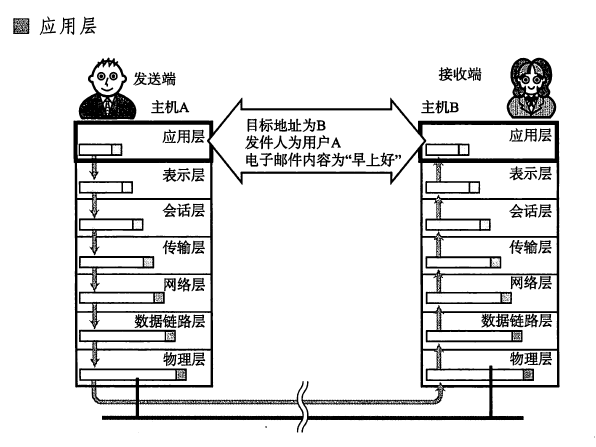 应用层
发送端
接收端
主机A
主机B
目标地址为B
发件人为用户A
电子邮件内容为“早上好”
应用层
表示层
会话层
传输层
网络层
数据链路层
物理层
应用层
表示层
会话层
传输层
网络层
数据链路层
物理层